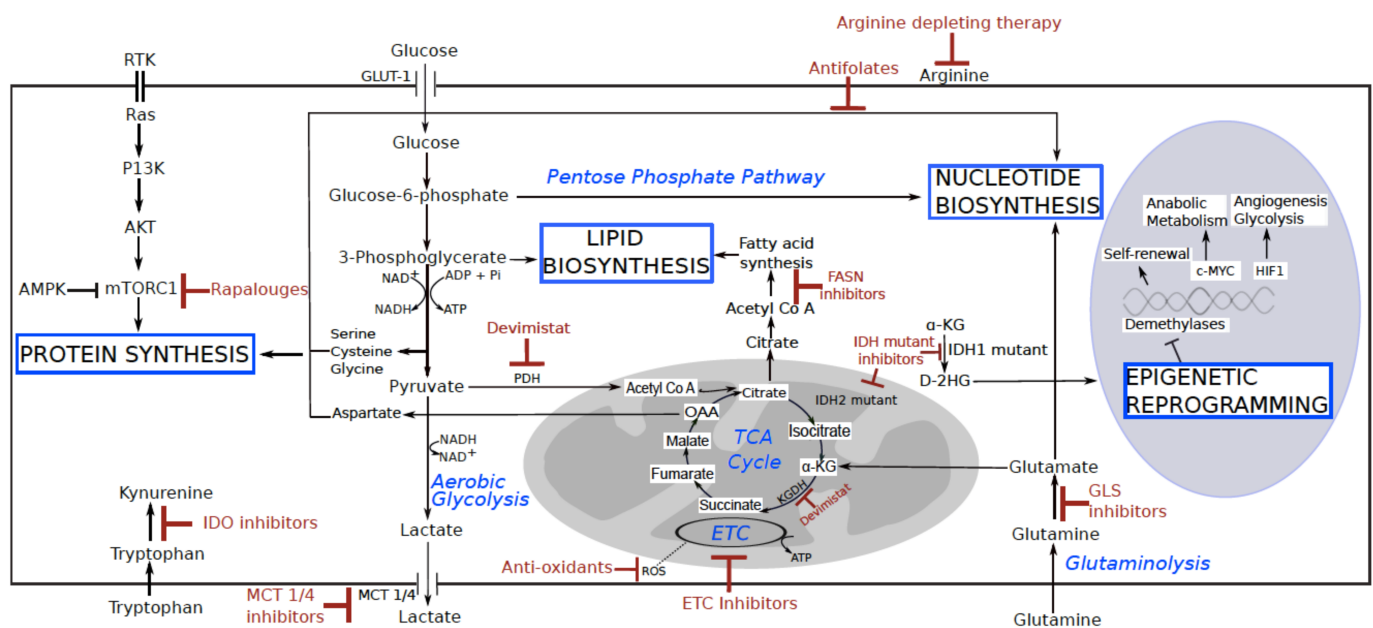 Arginine depleting therapy
RTK
Glucose
GLUT-1
Antifolates
Arginine
Ras
Glucose
P13K
Glucose-6-phosphate
Pentose Phosphate Pathway
NUCLEOTIDE
BIOSYNTHESIS
Anabolic
Metabolism
Angiogenesis
Glycolysis
AKT
3-Phosphoglycerate
LIPID
BIOSYNTHESIS
Fatty acid
synthesis
Self-renewal
c-MYC
HIF1
NAD+
ADP + Pi
NADH
ATP
AMPK
mTORC1
Rapalouges
FASN
inhibitors
Acetyl Co A
Demethylases
Devimistat
Citrate
α-KG
IDH mutant
inhibitors
IDH1 mutant
D-2HG
PROTEIN SYNTHESIS
Serine
Cysteine
Glycine
Pyruvate
PDH
Acetyl Co A
Citrate
IDH2 mutant
EPIGENETIC
REPROGRAMMING
Aspartate
OAA
Isocitrate
Malate
TCA
Cycle
NADH
NAD+
Fumarate
α-KG
Glutamate
Aerobic
Glycolysis
KGDH
Devimistat
Succinate
Kynurenine
IDO inhibitors
Tryptophan
Lactate
ETC
ATP
GLS
inhibitors
Glutamine
Glutaminolysis
Anti-oxidants
ROS
ETC Inhibitors
Tryptophan
MCT 1/4
inhibitors
MCT 1/4
Lactate
Glutamine